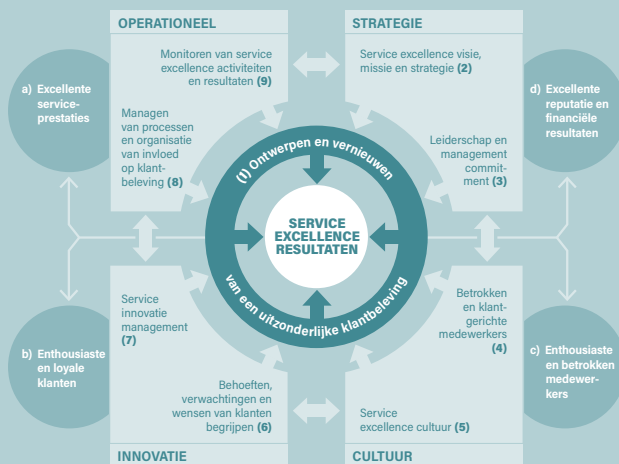 OPERATIONEEL
STRATEGIE
Monitoren van service
excellence activiteiten
en resultaten (9)
Service excellence visie,
missie en strategie (2)
a) Excellente
service-
prestaties
d) Excellente
reputatie en
financiële
resultaten
Managen
van processen
en organisatie
van invloed
op klant-
beleving (8)
Leiderschap en
management
commit-
ment (3)
(1) Ontwerpen en vernieuwen
SERVICE
EXCELLENCE
RESULTATEN
van een uitzonderlijke klantbeleving
Service
innovatie
management
(7)
Betrokken
en klant-
gerichte
medewerkers
(4)
b) Enthousiaste
en loyale
klanten
c) Enthousiaste
en betrokken
medewer-
kers
Behoeften,
verwachtingen en
wensen van klanten
begrijpen (6)
Service
excellence cultuur (5)
INNOVATIE
CULTUUR